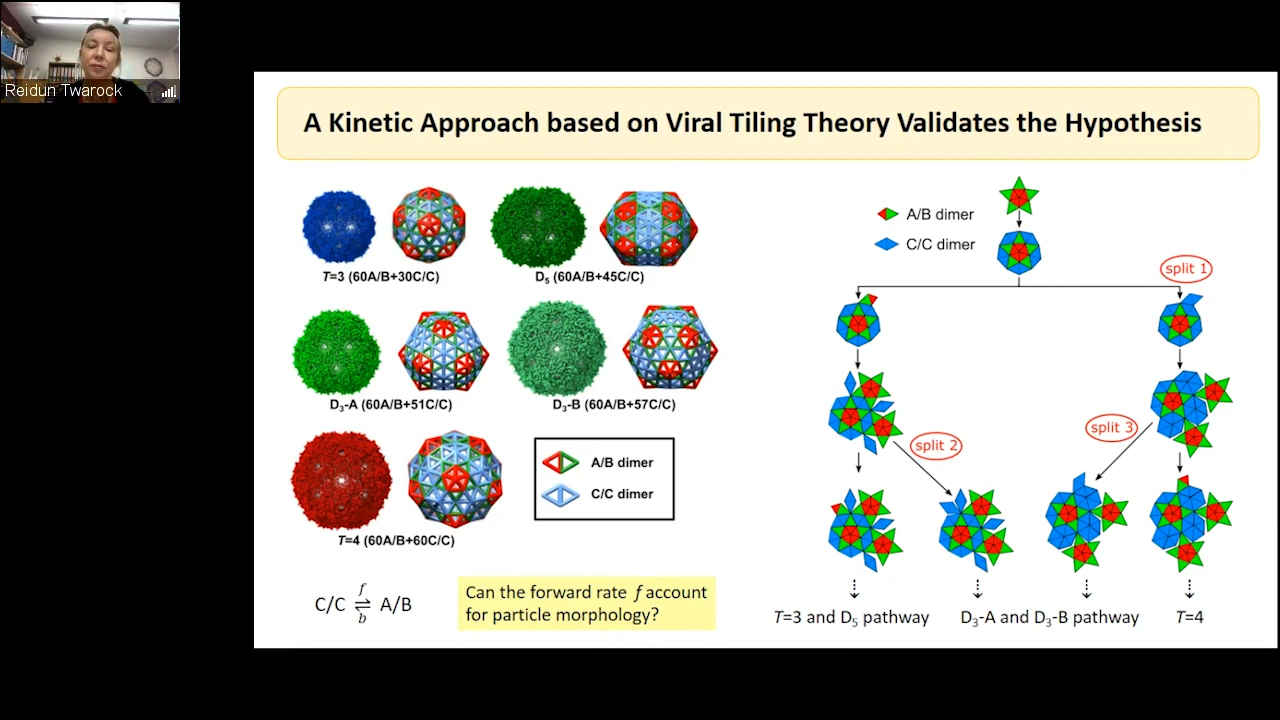 Reidun Twarock
A Kinetic Approach based on Viral Tiling Theory Validates the Hypothesis
T=3 (60A/B+30C/C)
D5 (60A/B+45C/C)
D3-A (60A/B+51C/C)
D3-B (60A/B+57C/C)
T=4 (60A/B+60C/C)
A/B dimer
C/C dimer
C/C ⇌ A/B
f
b
Can the forward rate f account
for particle morphology?
A/B dimer
C/C dimer
split 1
split 2
split 3
T=3 and D5 pathway
D3-A and D3-B pathway
T=4